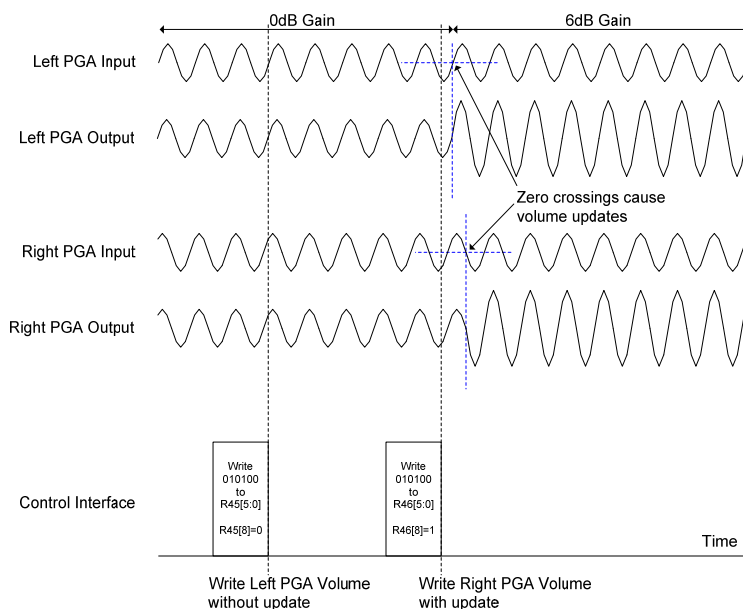 0dB Gain
6dB Gain
Left PGA Input
Left PGA Output
Zero crossings cause
volume updates
Right PGA Input
Right PGA Output
Control Interface
Write
010100
to
R45[5:0]
R45[8]=0
Write
010100
to
R46[5:0]
R46[8]=1
Time
Write Left PGA Volume
without update
Write Right PGA Volume
with update